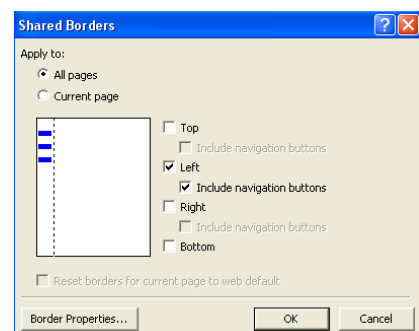 Shared Borders
Apply to:
All pages
Current page
Top
Include navigation buttons
Left
Include navigation buttons
Right
Include navigation buttons
Bottom
Reset borders for current page to web default
Border Properties...
OK
Cancel